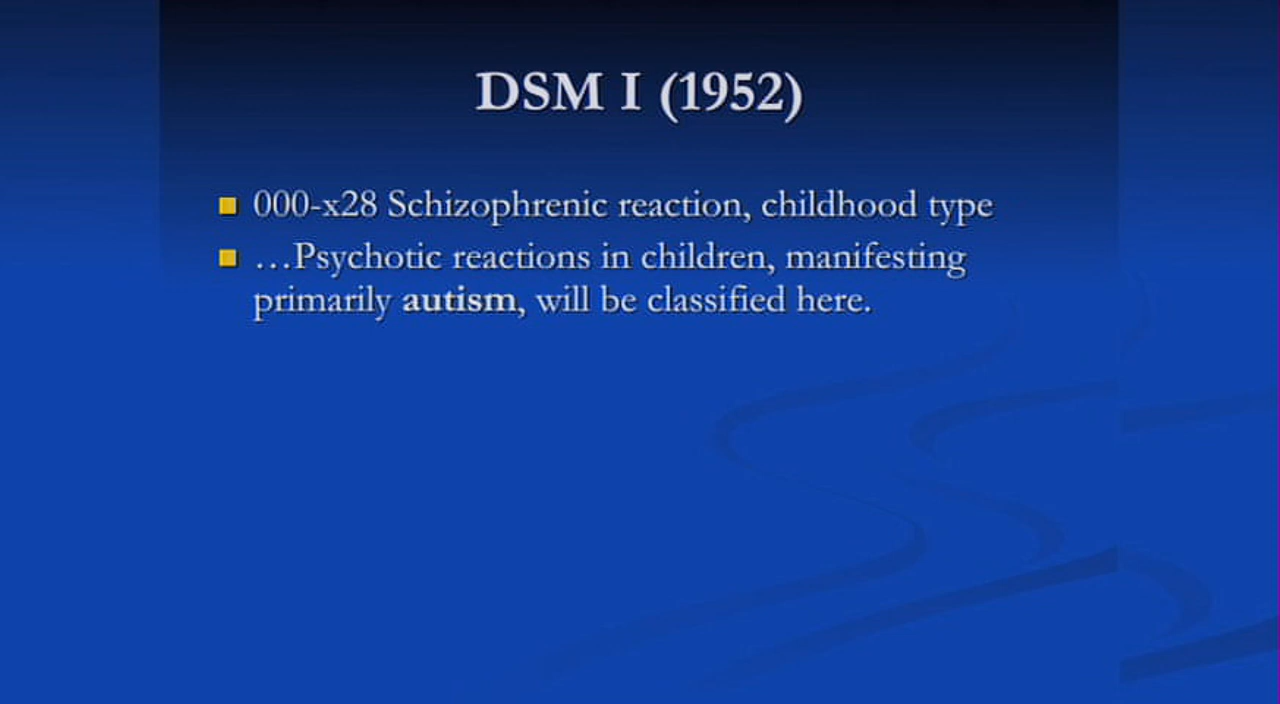 DSM I (1952)
000-x28 Schizophrenic reaction, childhood type
…Psychotic reactions in children, manifesting
primarily autism, will be classified here.